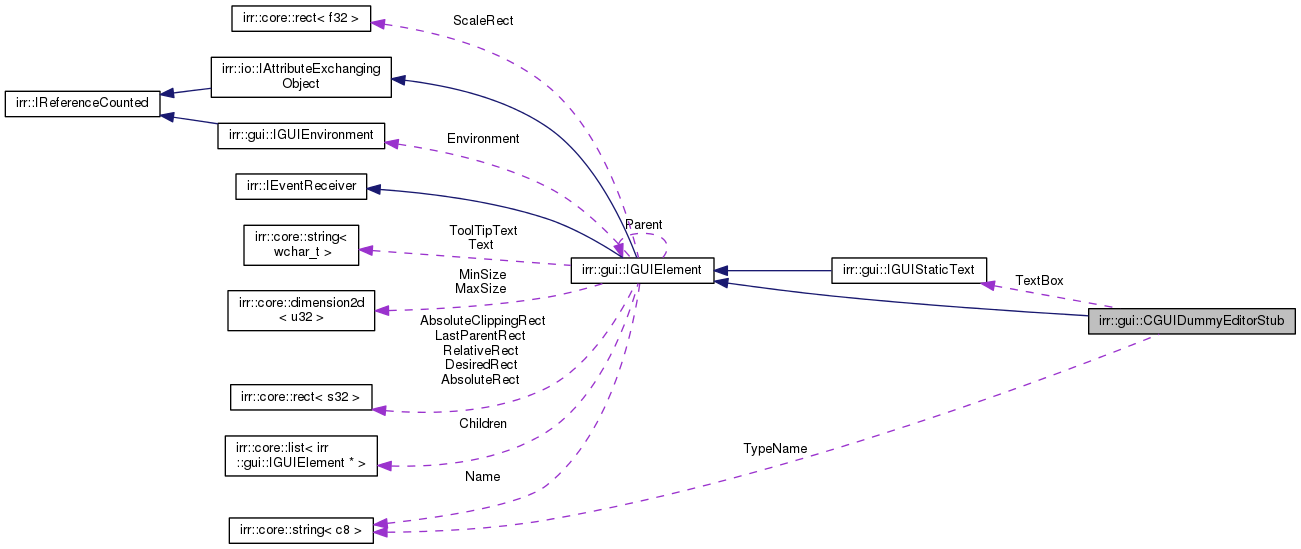 irr::core::rect< f32 >
ScaleRect
irr::io::IAttributeExchanging
Object
irr::IReferenceCounted
irr::gui::IGUIEnvironment
Environment
irr::IEventReceiver
irr::core::string<
wchar_t >
ToolTipText
Text
Parent
irr::gui::IGUIElement
irr::gui::IGUIStaticText
TextBox
MinSize
MaxSize
irr::core::dimension2d
< u32 >
irr::gui::CGUIDummyEditorStub
AbsoluteClippingRect
LastParentRect
RelativeRect
DesiredRect
AbsoluteRect
irr::core::rect< s32 >
Children
irr::core::list< irr
::gui::IGUIElement * >
TypeName
Name
irr::core::string< c8 >